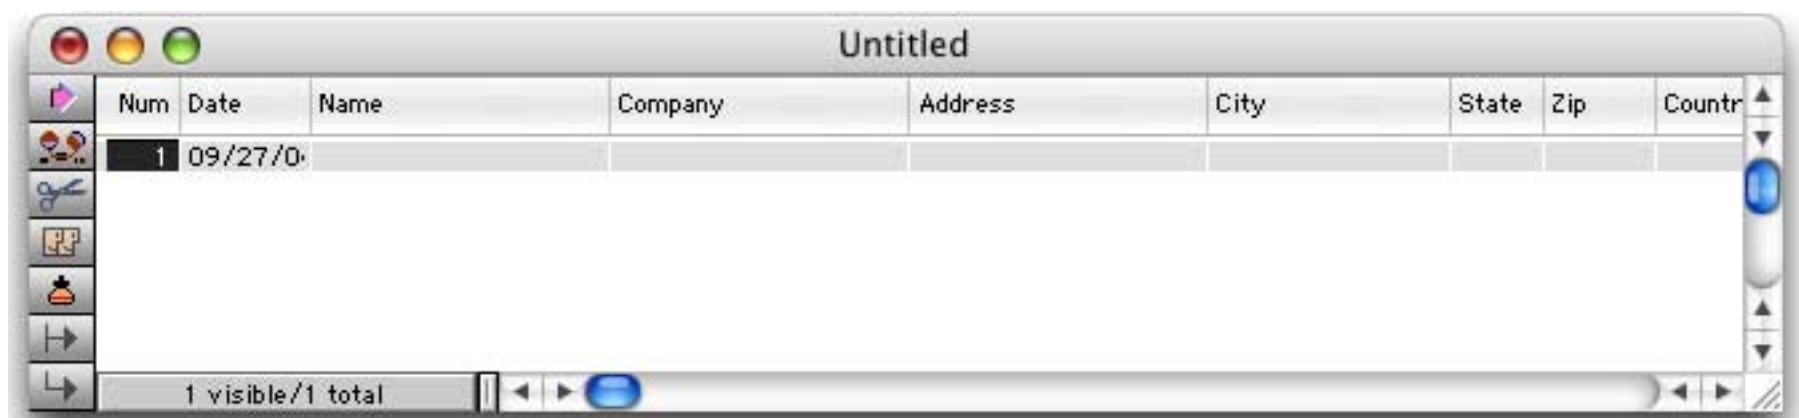 Untitled
Num Date Name Company Address City State Zip Countr
1 09/27/0
1 visible/1 total